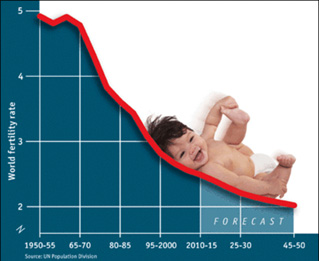 5
4
3
2
World fertility rate
FORECAST
1950-55 65-70 80-85 95-2000 2010-15 25-30 45-50
Source: UN Population Division